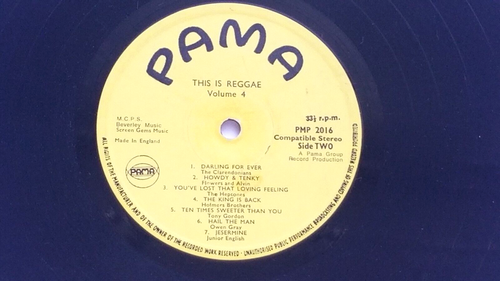 PAMA
THIS IS REGGAE
Volume 4
M.C.P.S.
Beverley Music
Screen Gems Music
Made In England
33⅓ r.p.m.
PMP 2016
Compatible Stereo
Side TWO
A Pama Group
Record Production
PAMA
1. DARLING FOR EVER
The Clarendonians
2. HOWDY & TENKY
Flowers and Alvin
3. YOU'VE LOST THAT LOVING FEELING
The Heptones
4. THE KING IS BACK
Holmers Brothers
5. TEN TIMES SWEETER THAN YOU
Tony Gordon
6. HAIL THE MAN
Owen Gray
7. JESERMINE
Junior English
ALL RIGHTS OF THE MANUFACTURER AND OF THE OWNER OF THE RECORDED WORK RESERVED · UNAUTHORISED PUBLIC PERFORMANCE BROADCASTING AND COPYING OF THIS RECORD PROHIBITED